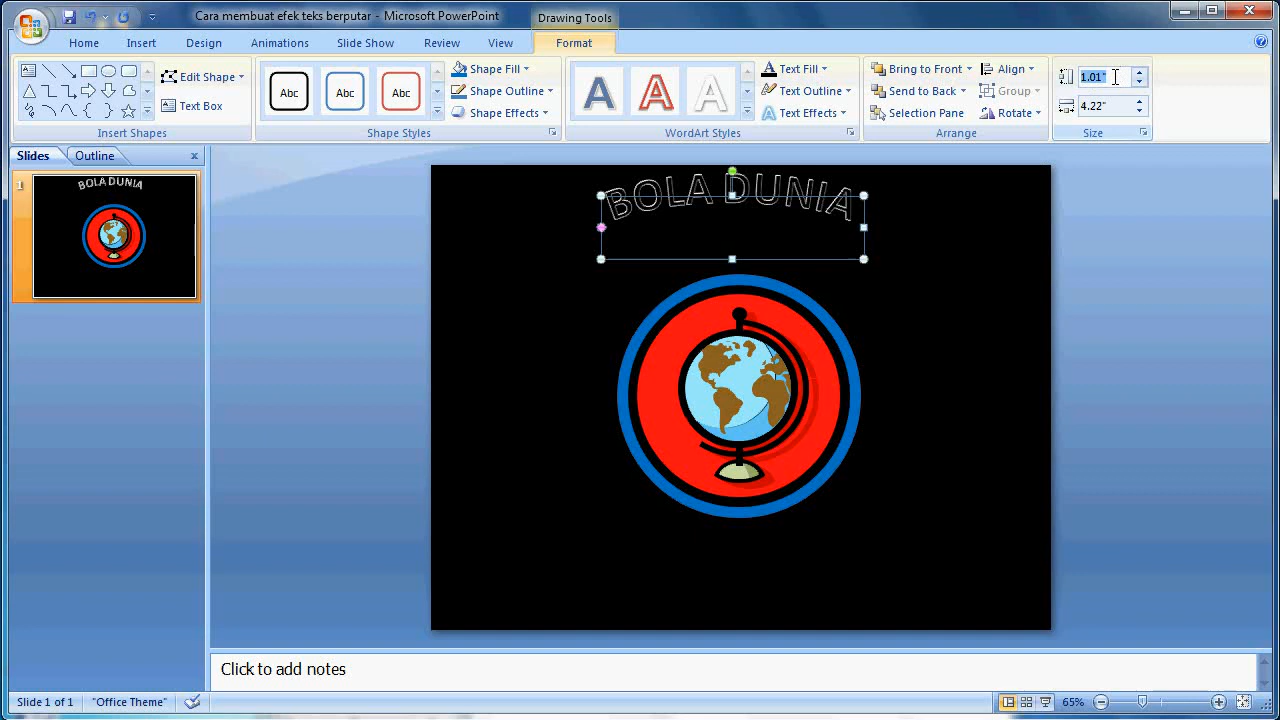 Cara membuat efek teks berputar - Microsoft PowerPoint
Drawing Tools
Home Insert Design Animations Slide Show Review View Format
Edit Shape
Text Box
Insert Shapes
Abc Abc Abc
Shape Fill
Shape Outline
Shape Effects
Shape Styles
A A A
Text Fill
Text Outline
Text Effects
WordArt Styles
Bring to Front
Send to Back
Selection Pane
Align
Group
Rotate
Arrange
1.01"
4.22"
Size
Slides Outline
1
BOLA DUNIA
BOLA DUNIA
Click to add notes
Slide 1 of 1 "Office Theme" 65%